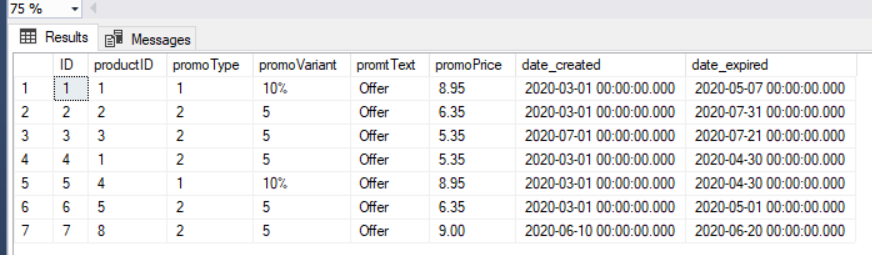 75 %
Results Messages
ID productID promoType promoVariant promtText promoPrice date_created date_expired
1 1 1 1 10% Offer 8.95 2020-03-01 00:00:00.000 2020-05-07 00:00:00.000
2 2 2 2 5 Offer 6.35 2020-03-01 00:00:00.000 2020-07-31 00:00:00.000
3 3 3 2 5 Offer 5.35 2020-07-01 00:00:00.000 2020-07-21 00:00:00.000
4 4 1 2 5 Offer 5.35 2020-03-01 00:00:00.000 2020-04-30 00:00:00.000
5 5 4 1 10% Offer 8.95 2020-03-01 00:00:00.000 2020-04-30 00:00:00.000
6 6 5 2 5 Offer 6.35 2020-03-01 00:00:00.000 2020-05-01 00:00:00.000
7 7 8 2 5 Offer 9.00 2020-06-10 00:00:00.000 2020-06-20 00:00:00.000